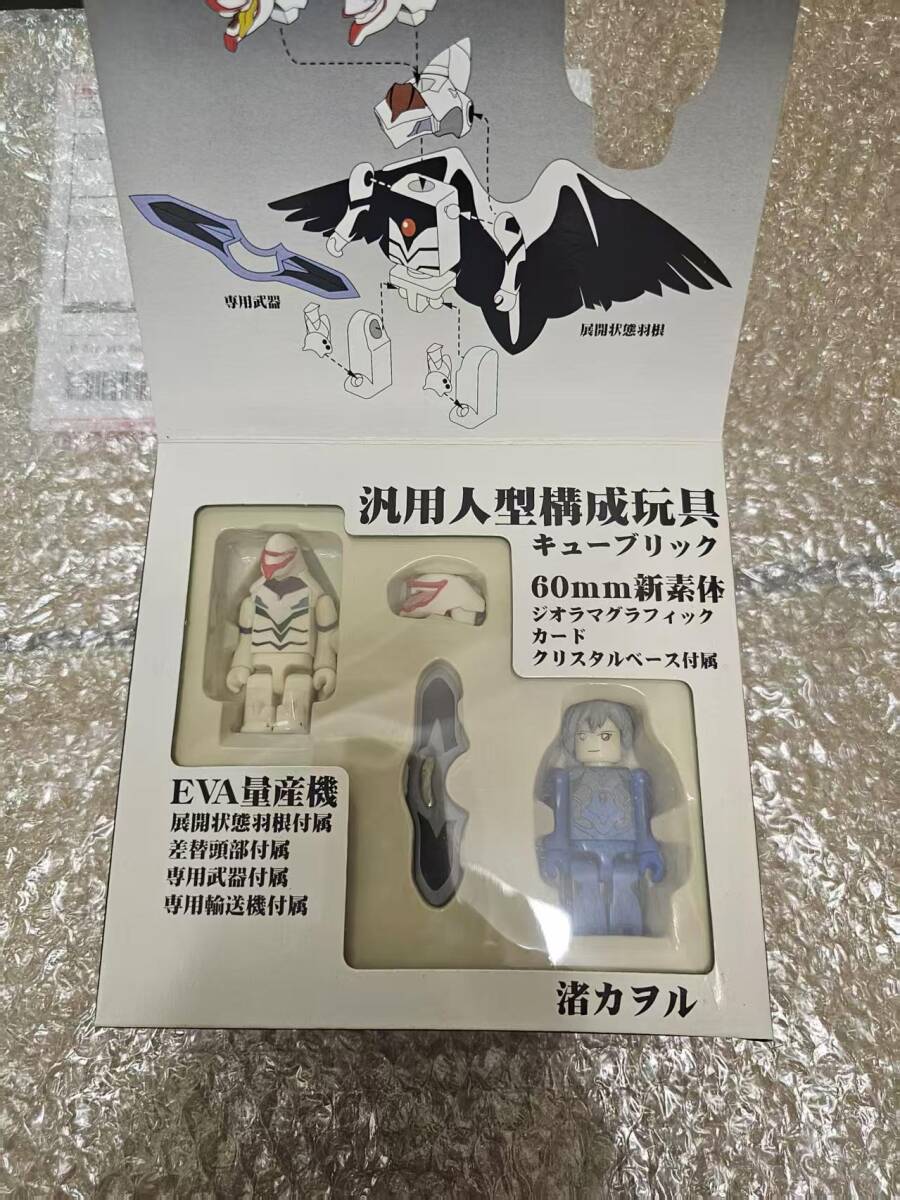 専用武器
展開状態羽根
汎用人型構成玩具
キューブリック
60mm新素体
ジオラマグラフィック
カード
クリスタルベース付属
EVA量産機
展開状態羽根付属
差替頭部付属
専用武器付属
専用輸送機付属
渚カヲル